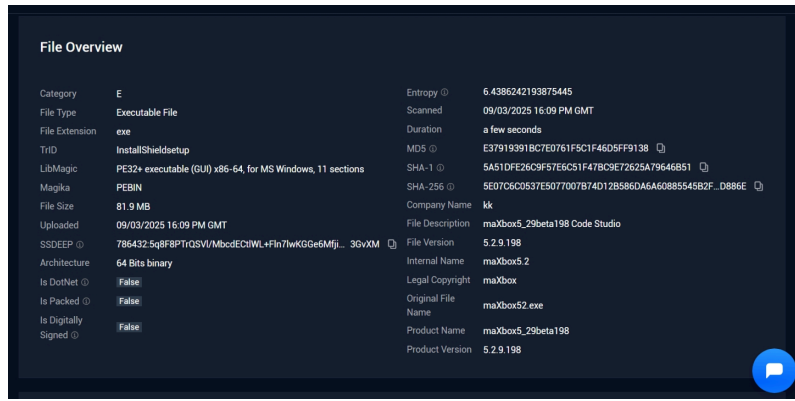 File Overview
Category E
File Type Executable File
File Extension exe
TrID InstallShieldsetup
LibMagic PE32+ executable (GUI) x86-64, for MS Windows, 11 sections
Magika PEBIN
File Size 81.9 MB
Uploaded 09/03/2025 16:09 PM GMT
SSDEEP 786432:5q8F8PTrQSVl/MbcdECtlWL+Fln7lwKGGe6Mfji... 3GvXM
Architecture 64 Bits binary
Is DotNet False
Is Packed False
Is Digitally Signed False
Entropy 6.4386242193875445
Scanned 09/03/2025 16:09 PM GMT
Duration a few seconds
MD5 E37919391BC7E0761F5C1F46D5FF9138
SHA-1 5A51DFE26C9F57E6C51F47BC9E72625A79646B51
SHA-256 5E07C6C0537E5077007B74D12B586DA6A60885545B2F...D886E
Company Name kk
File Description maXbox5_29beta198 Code Studio
File Version 5.2.9.198
Internal Name maXbox5.2
Legal Copyright maXbox
Original File Name maXbox52.exe
Product Name maXbox5_29beta198
Product Version 5.2.9.198